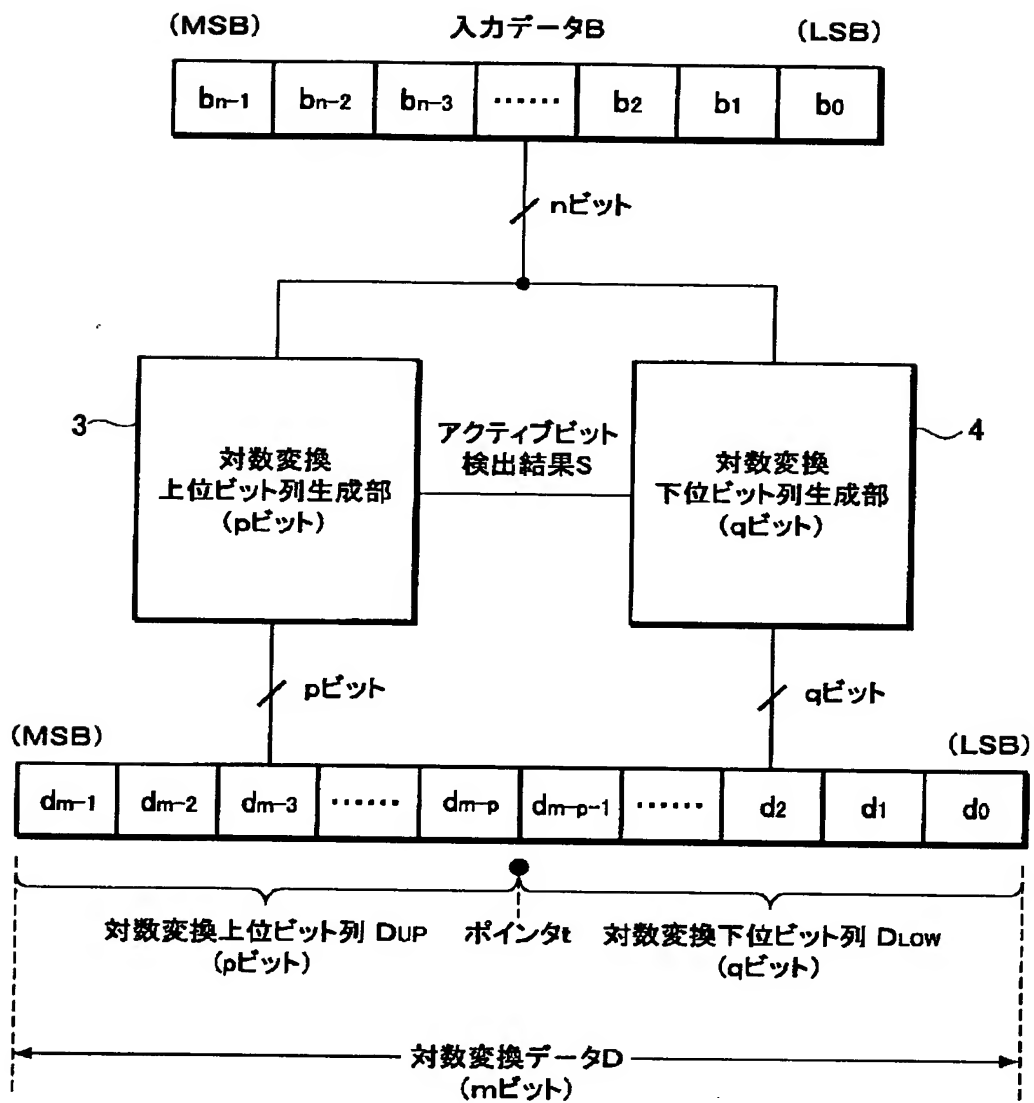 (MSB) 入力データB (LSB)
bn-1 bn-2 bn-3 …… b2 b1 b0
nビット
3
対数変換
上位ビット列生成部
(pビット)
アクティブビット
検出結果S
対数変換
下位ビット列生成部
(qビット)
4
pビット qビット
(MSB) (LSB)
dm-1 dm-2 dm-3 …… dm-p dm-p-1 …… d2 d1 d0
対数変換上位ビット列 DUP ポインタt 対数変換下位ビット列 DLOW
(pビット) (qビット)
対数変換データD
(mビット)